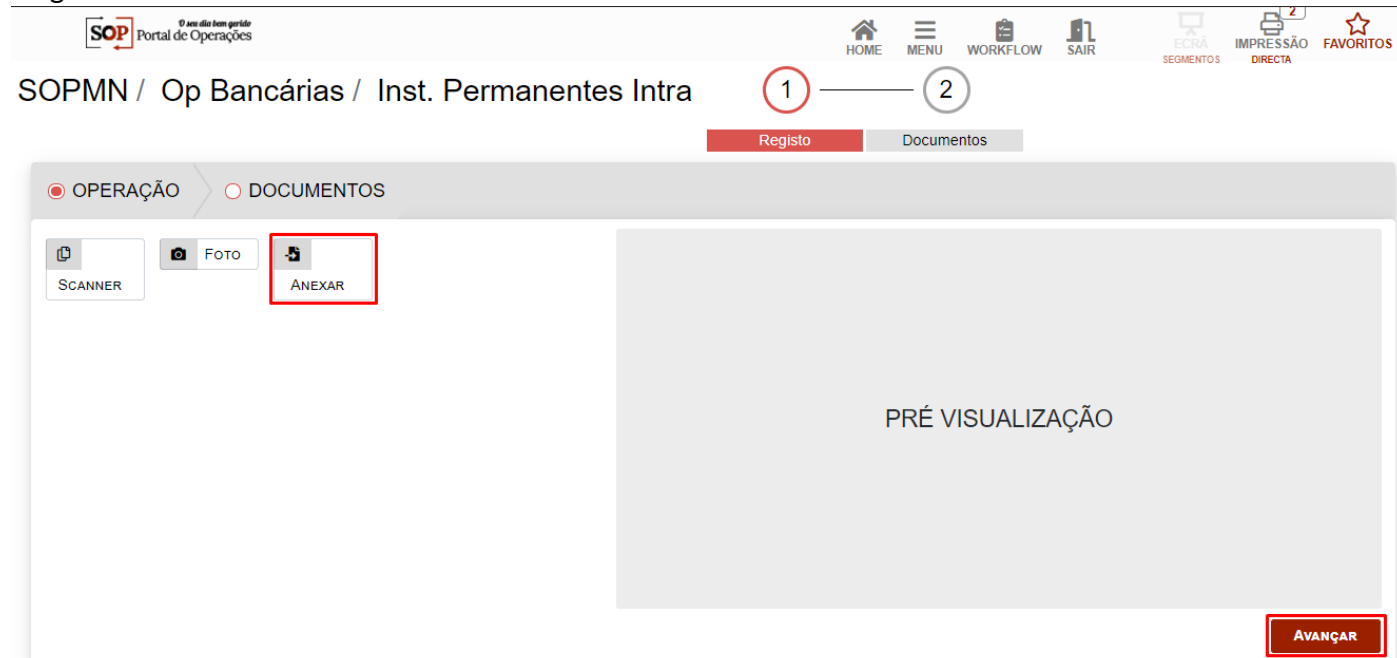 SOP O seu dia bem gerido
Portal de Operações
HOME MENU WORKFLOW SAIR ECRÃ SEGMENTOS 2 IMPRESSÃO DIRECTA FAVORITOS
SOPMN / Op Bancárias / Inst. Permanentes Intra
1 2
Registo Documentos
OPERAÇÃO DOCUMENTOS
SCANNER FOTO ANEXAR
PRÉ VISUALIZAÇÃO
AVANÇAR